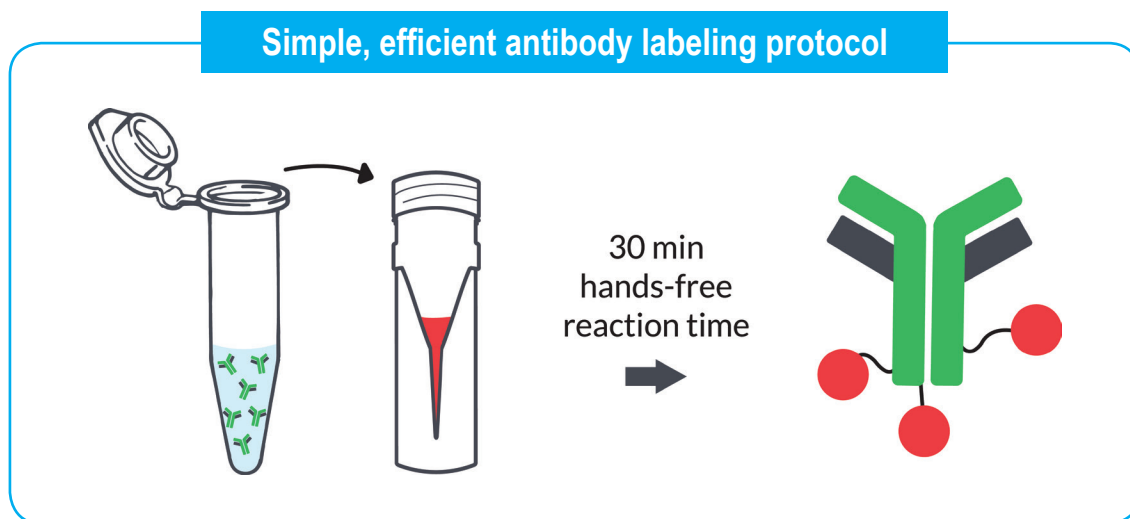 Simple, efficient antibody labeling protocol
30 min
hands-free
reaction time